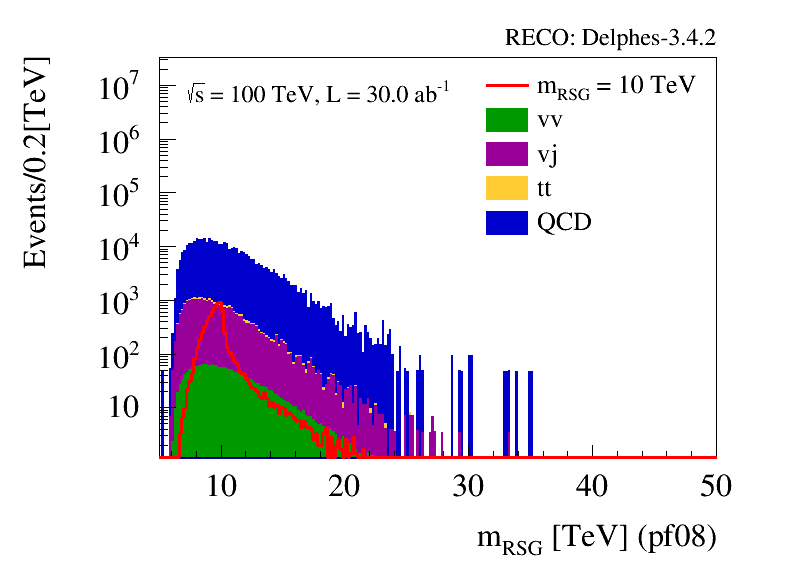 RECO: Delphes-3.4.2
Events/0.2[TeV]
10⁷
10⁶
10⁵
10⁴
10³
10²
10
√s = 100 TeV, L = 30.0 ab⁻¹
m_RSG = 10 TeV
vv
vj
tt
QCD
10 20 30 40 50
m_RSG [TeV] (pf08)